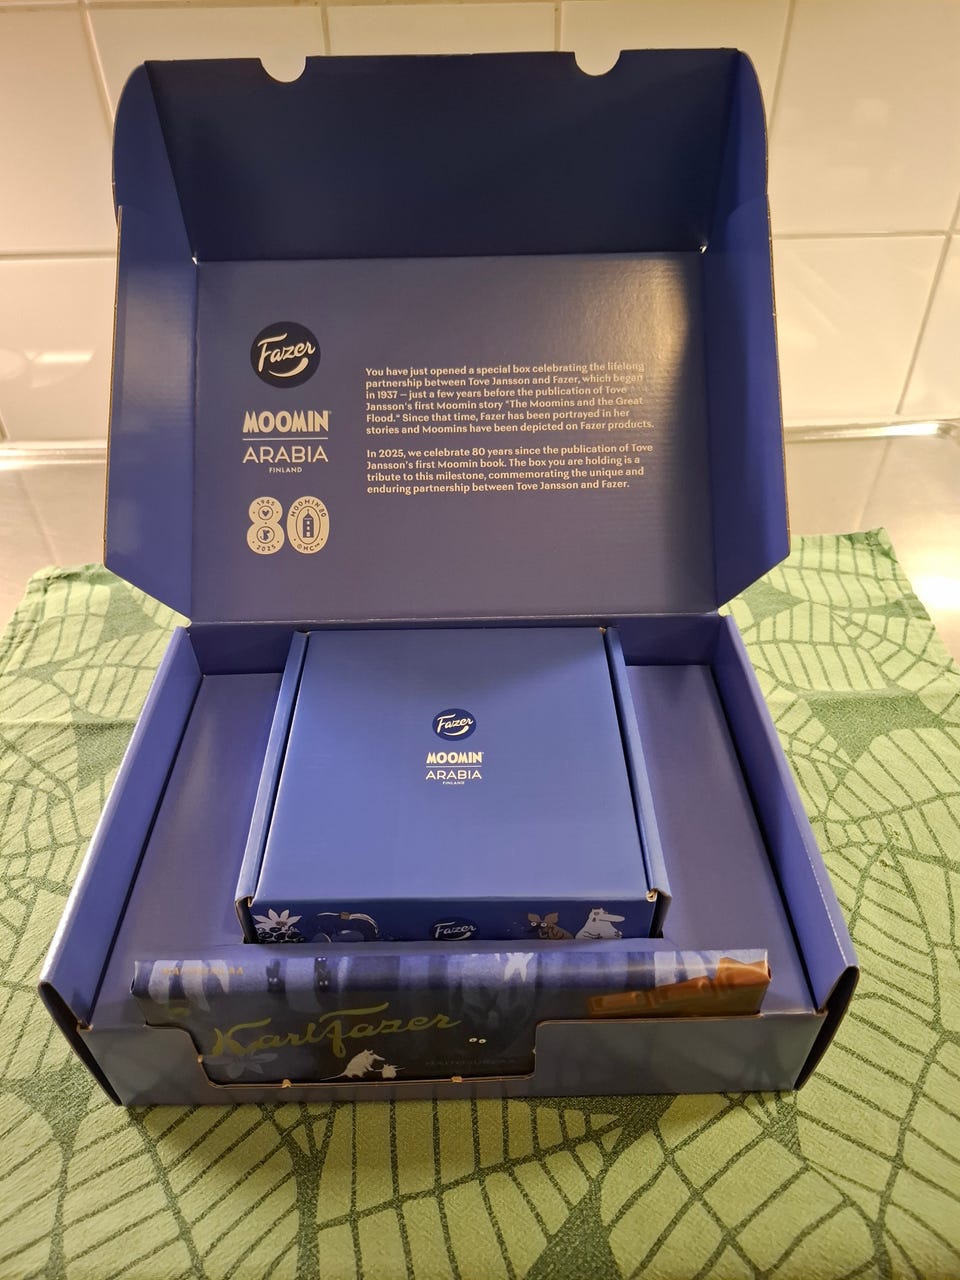 Fazer
MOOMIN
ARABIA
FINLAND
1945
80
2025
MOOMIN 80
© MC™
You have just opened a special box celebrating the lifelong
partnership between Tove Jansson and Fazer, which began
in 1937 – just a few years before the publication of Tove
Jansson's first Moomin story "The Moomins and the Great
Flood." Since that time, Fazer has been portrayed in her
stories and Moomins have been depicted on Fazer products.
In 2025, we celebrate 80 years since the publication of Tove
Jansson's first Moomin book. The box you are holding is a
tribute to this milestone, commemorating the unique and
enduring partnership between Tove Jansson and Fazer.
Fazer
MOOMIN
ARABIA
FINLAND
Fazer
Karl Fazer